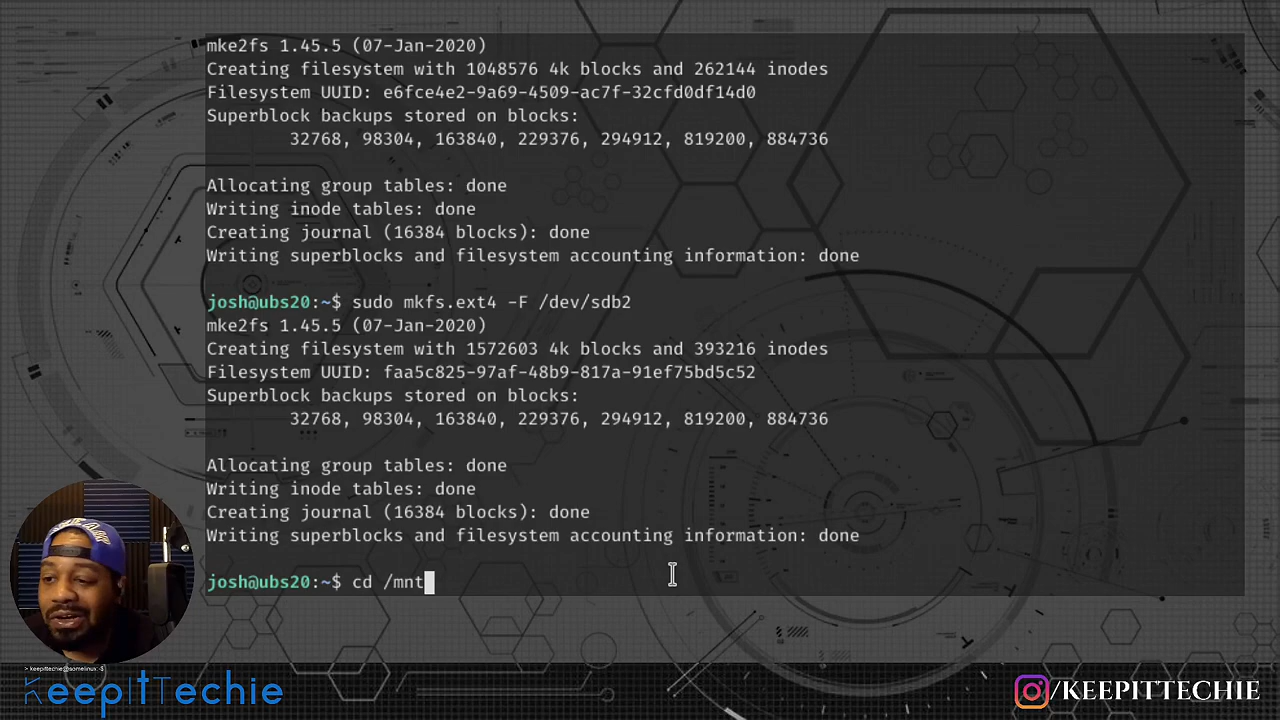 mke2fs 1.45.5 (07-Jan-2020)
Creating filesystem with 1048576 4k blocks and 262144 inodes
Filesystem UUID: e6fce4e2-9a69-4509-ac7f-32cfd0df14d0
Superblock backups stored on blocks:
32768, 98304, 163840, 229376, 294912, 819200, 884736
Allocating group tables: done
Writing inode tables: done
Creating journal (16384 blocks): done
Writing superblocks and filesystem accounting information: done
josh@ubs20:~$ sudo mkfs.ext4 -F /dev/sdb2
mke2fs 1.45.5 (07-Jan-2020)
Creating filesystem with 1572603 4k blocks and 393216 inodes
Filesystem UUID: faa5c825-97af-48b9-817a-91ef75bd5c52
Superblock backups stored on blocks:
32768, 98304, 163840, 229376, 294912, 819200, 884736
Allocating group tables: done
Writing inode tables: done
Creating journal (16384 blocks): done
Writing superblocks and filesystem accounting information: done
josh@ubs20:~$ cd /mnt
> keepittechie@somelinux:~$
KeepItTechie
/KEEPITTECHIE